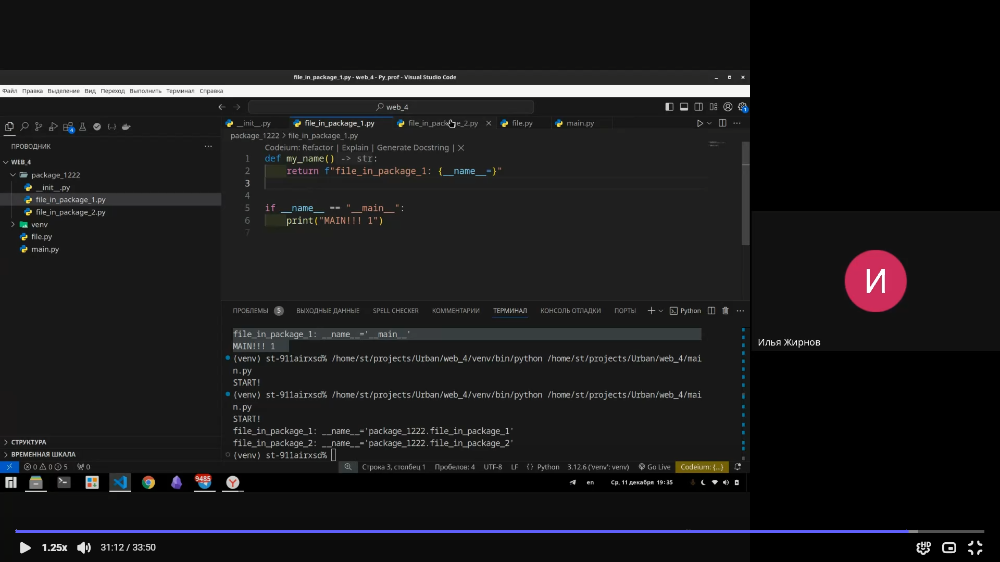 file_in_package_1.py - web_4 - Py_prof - Visual Studio Code
Файл Правка Выделение Вид Переход Выполнить Терминал Справка
web_4
1
4
__init__.py file_in_package_1.py file_in_package_2.py file.py main.py
package_1222 > file_in_package_1.py
ПРОВОДНИК
WEB_4
package_1222
__init__.py
file_in_package_1.py
file_in_package_2.py
venv
file.py
main.py
СТРУКТУРА
ВРЕМЕННАЯ ШКАЛА
Codeium: Refactor | Explain | Generate Docstring | X
1 def my_name() -> str:
2 return f"file_in_package_1: {__name__=}"
3
4
5 if __name__ == "__main__":
6 print("MAIN!!! 1")
7
ПРОБЛЕМЫ 5 ВЫХОДНЫЕ ДАННЫЕ SPELL CHECKER КОММЕНТАРИИ ТЕРМИНАЛ КОНСОЛЬ ОТЛАДКИ ПОРТЫ Python
file_in_package_1: __name__='__main__'
MAIN!!! 1
(venv) st-911airxsd% /home/st/projects/Urban/web_4/venv/bin/python /home/st/projects/Urban/web_4/mai
n.py
START!
(venv) st-911airxsd% /home/st/projects/Urban/web_4/venv/bin/python /home/st/projects/Urban/web_4/mai
n.py
START!
file_in_package_1: __name__='package_1222.file_in_package_1'
file_in_package_2: __name__='package_1222.file_in_package_2'
(venv) st-911airxsd%
0 0 5 0 Строка 3, столбец 1 Пробелов: 4 UTF-8 LF {} Python 3.12.6 ('venv': venv) Go Live Codeium: {...}
9485 en Ср, 11 декабря 19:35
И
Илья Жирнов
1.25x 31:12 / 33:50 HD